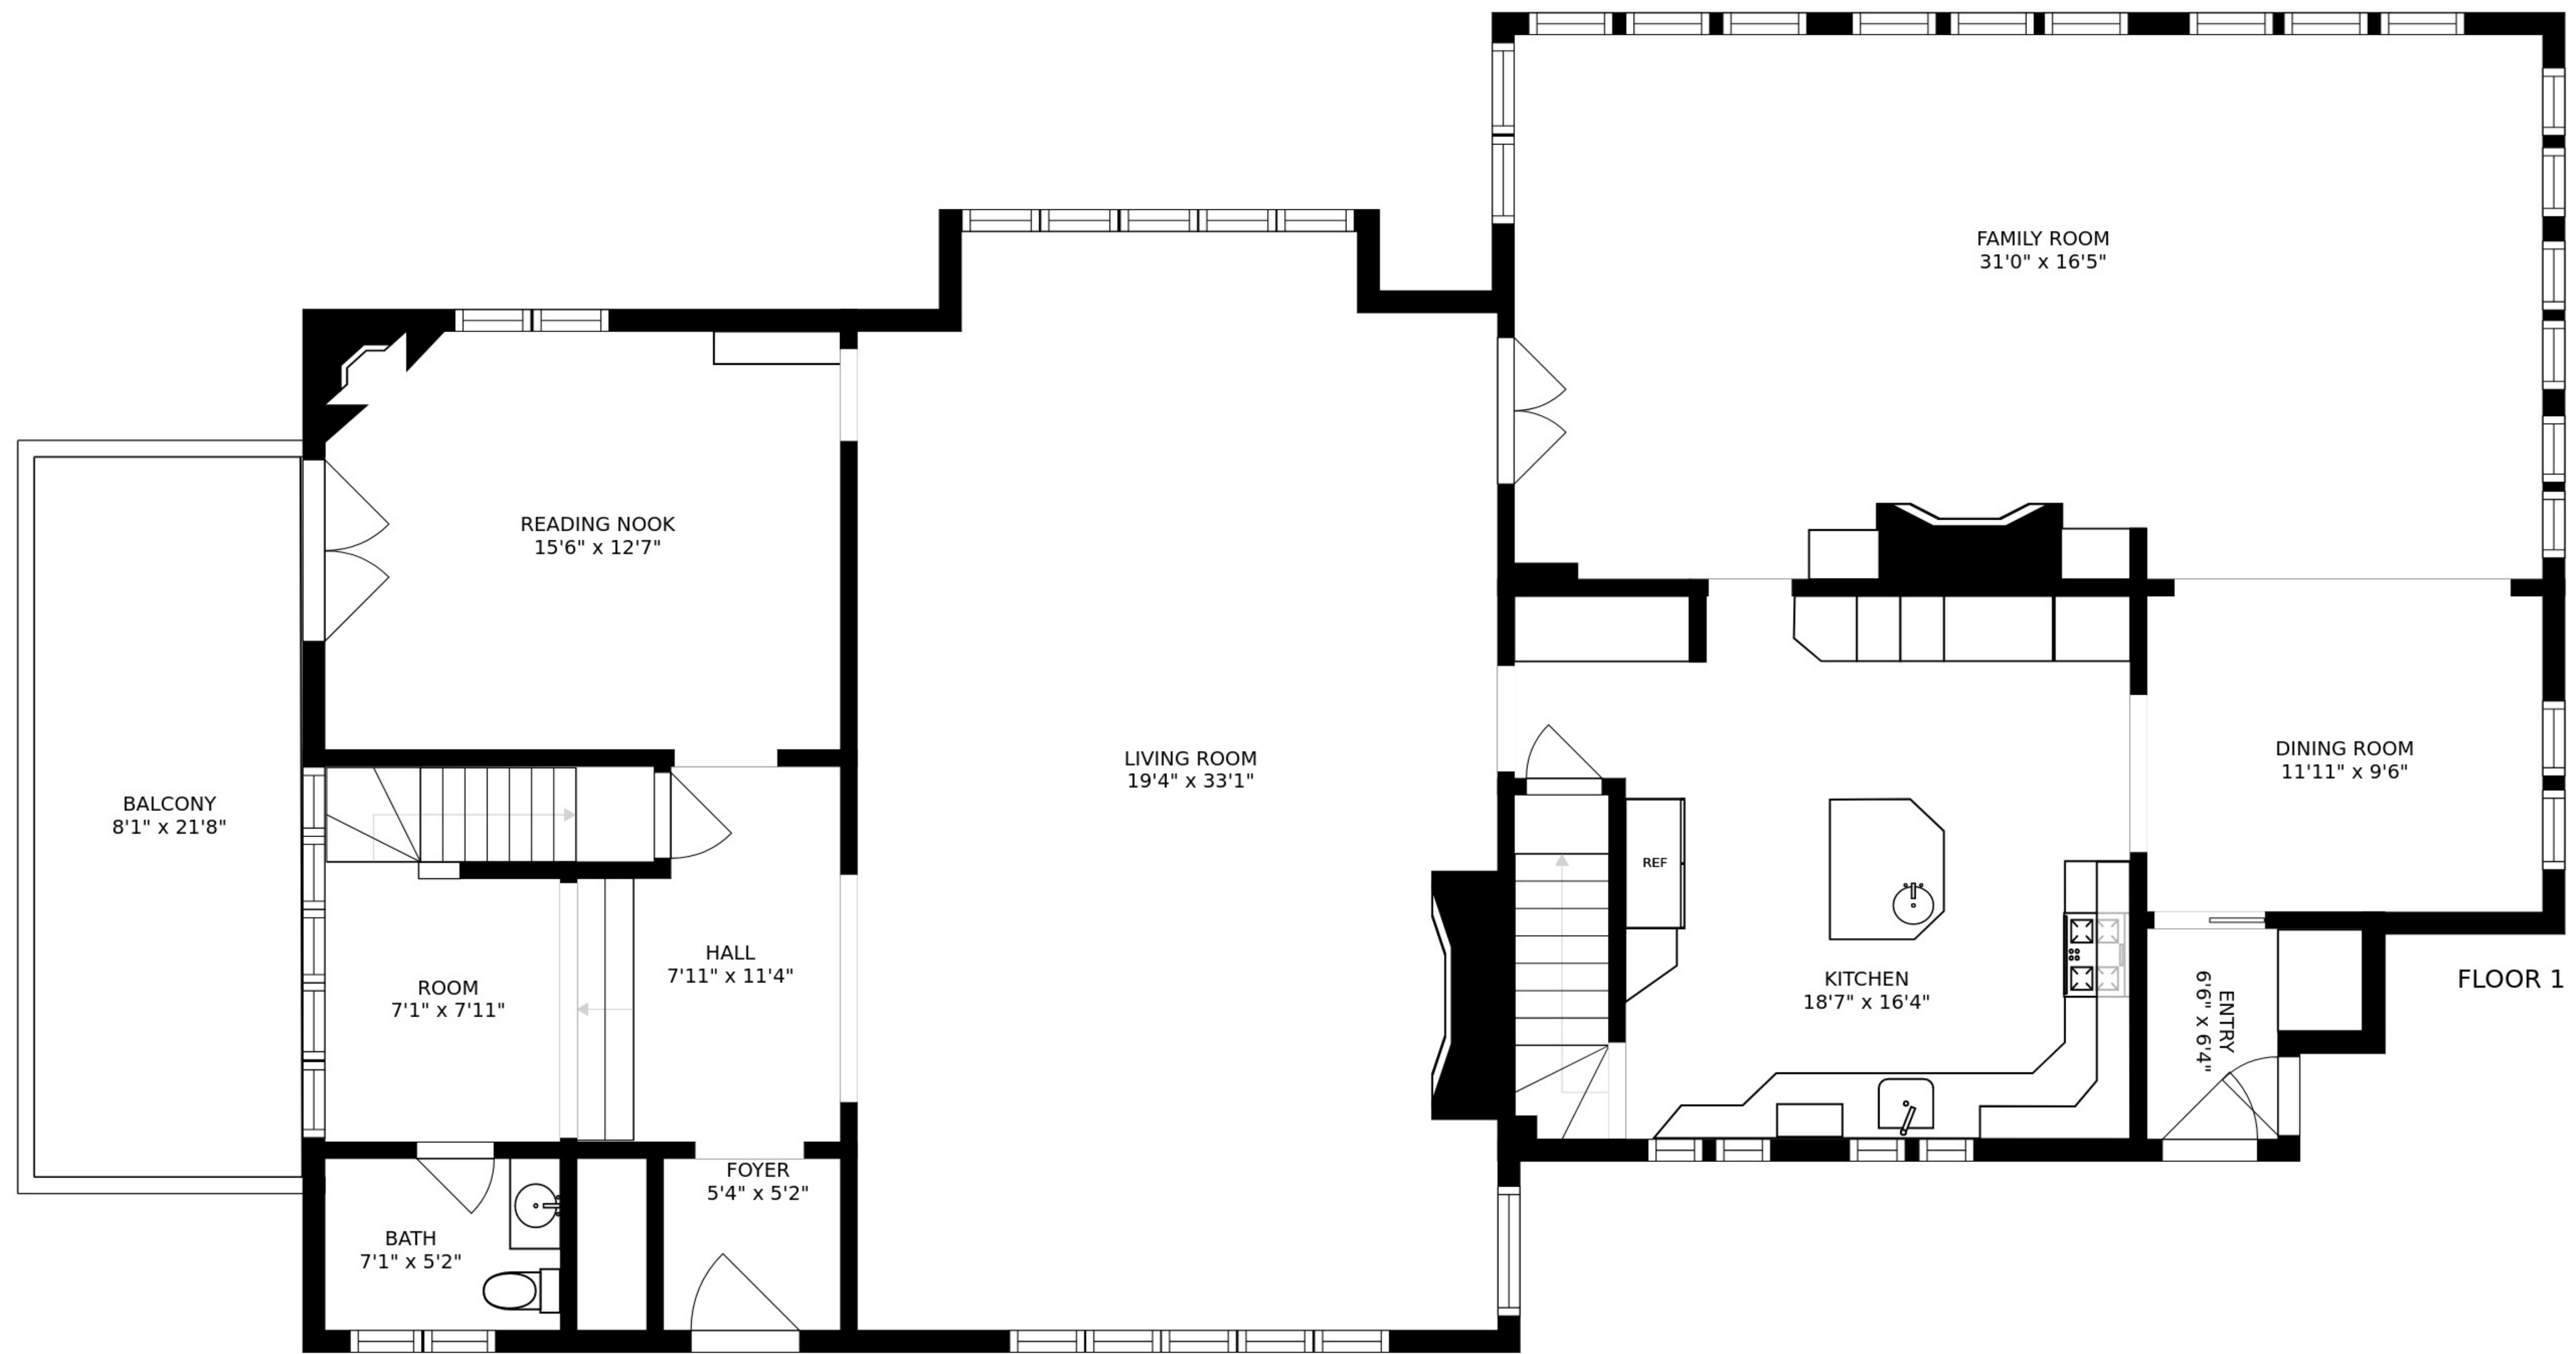 FAMILY ROOM
31'0" x 16'5"
READING NOOK
15'6" x 12'7"
LIVING ROOM
19'4" x 33'1"
DINING ROOM
11'11" x 9'6"
BALCONY
8'1" x 21'8"
REF
HALL
7'11" x 11'4"
ROOM
7'1" x 7'11"
KITCHEN
18'7" x 16'4"
ENTRY
6'6" x 6'4"
FLOOR 1
FOYER
5'4" x 5'2"
BATH
7'1" x 5'2"